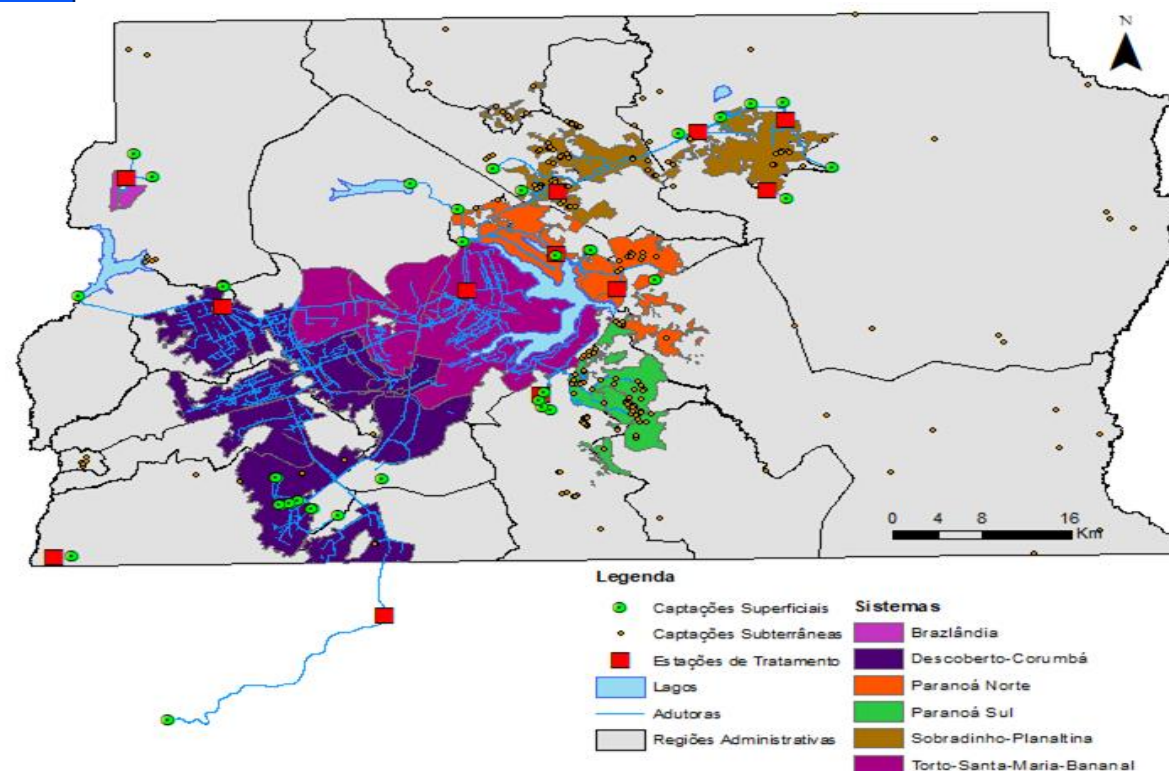 N
0 4 8 16
Km
Legenda
Captações Superficiais
Captações Subterrâneas
Estações de Tratamento
Lagos
Adutoras
Regiões Administrativas
Sistemas
Brazlândia
Descoberto-Corumbá
Paranoá Norte
Paranoá Sul
Sobradinho-Planaltina
Torto-Santa-Maria-Bananal